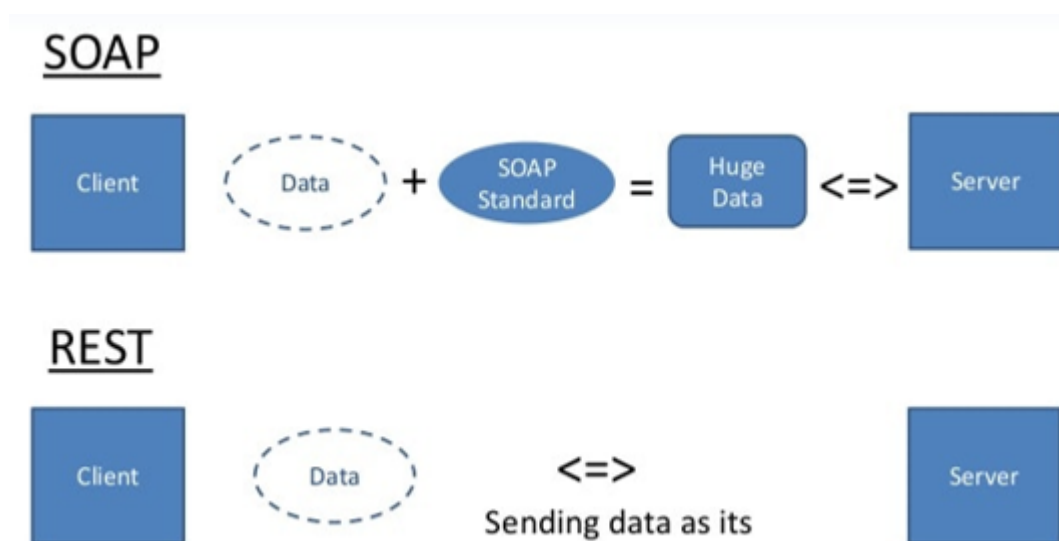 SOAP
Client
Data
+
SOAP
Standard
=
Huge
Data
<=>
Server
REST
Client
Data
<=>
Sending data as its
Server